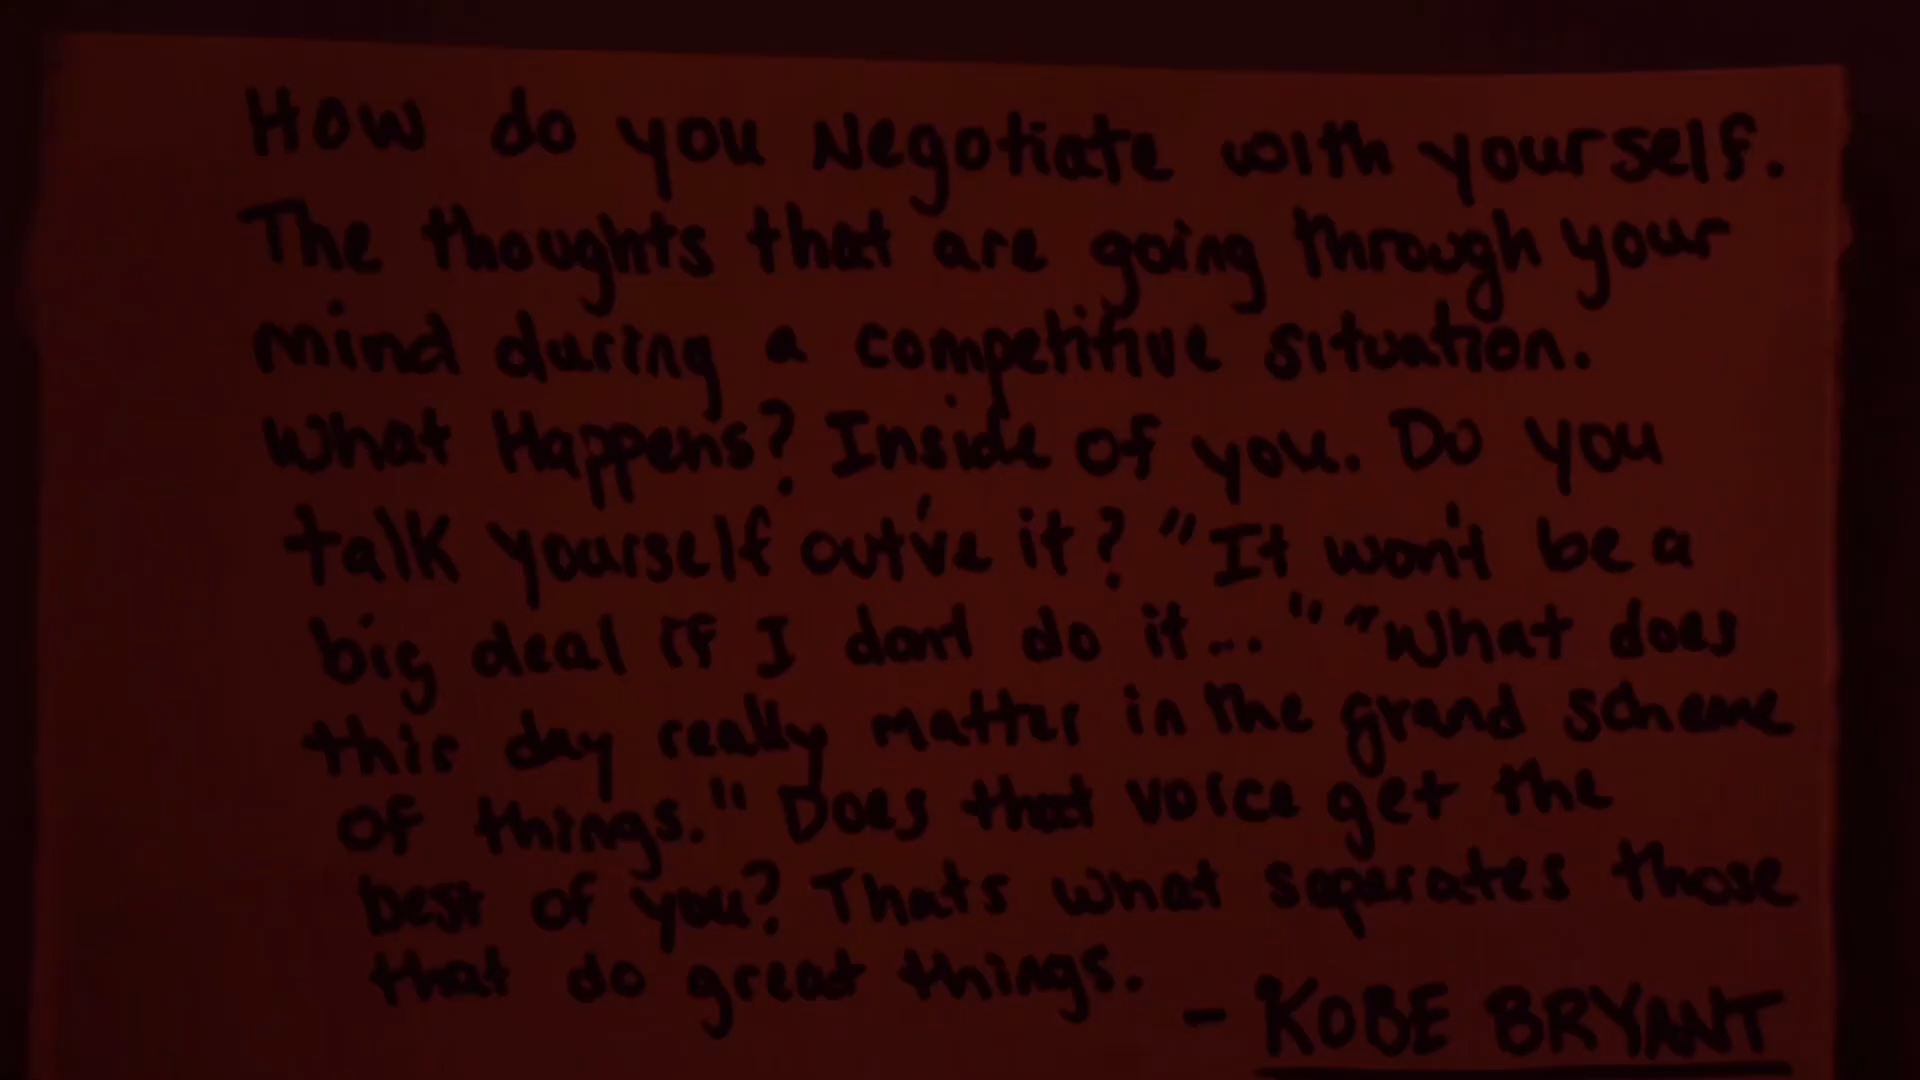 How do you Negotiate with yourself.
The thoughts that are going through your
mind during a competitive situation.
What Happens? Inside of you. Do you
talk yourself out've it? "It won't be a
big deal if I dont do it..." "What does
this day really matter in the grand scheme
of things." Does that voice get the
best of you? Thats what seperates those
that do great things.
- KOBE BRYANT